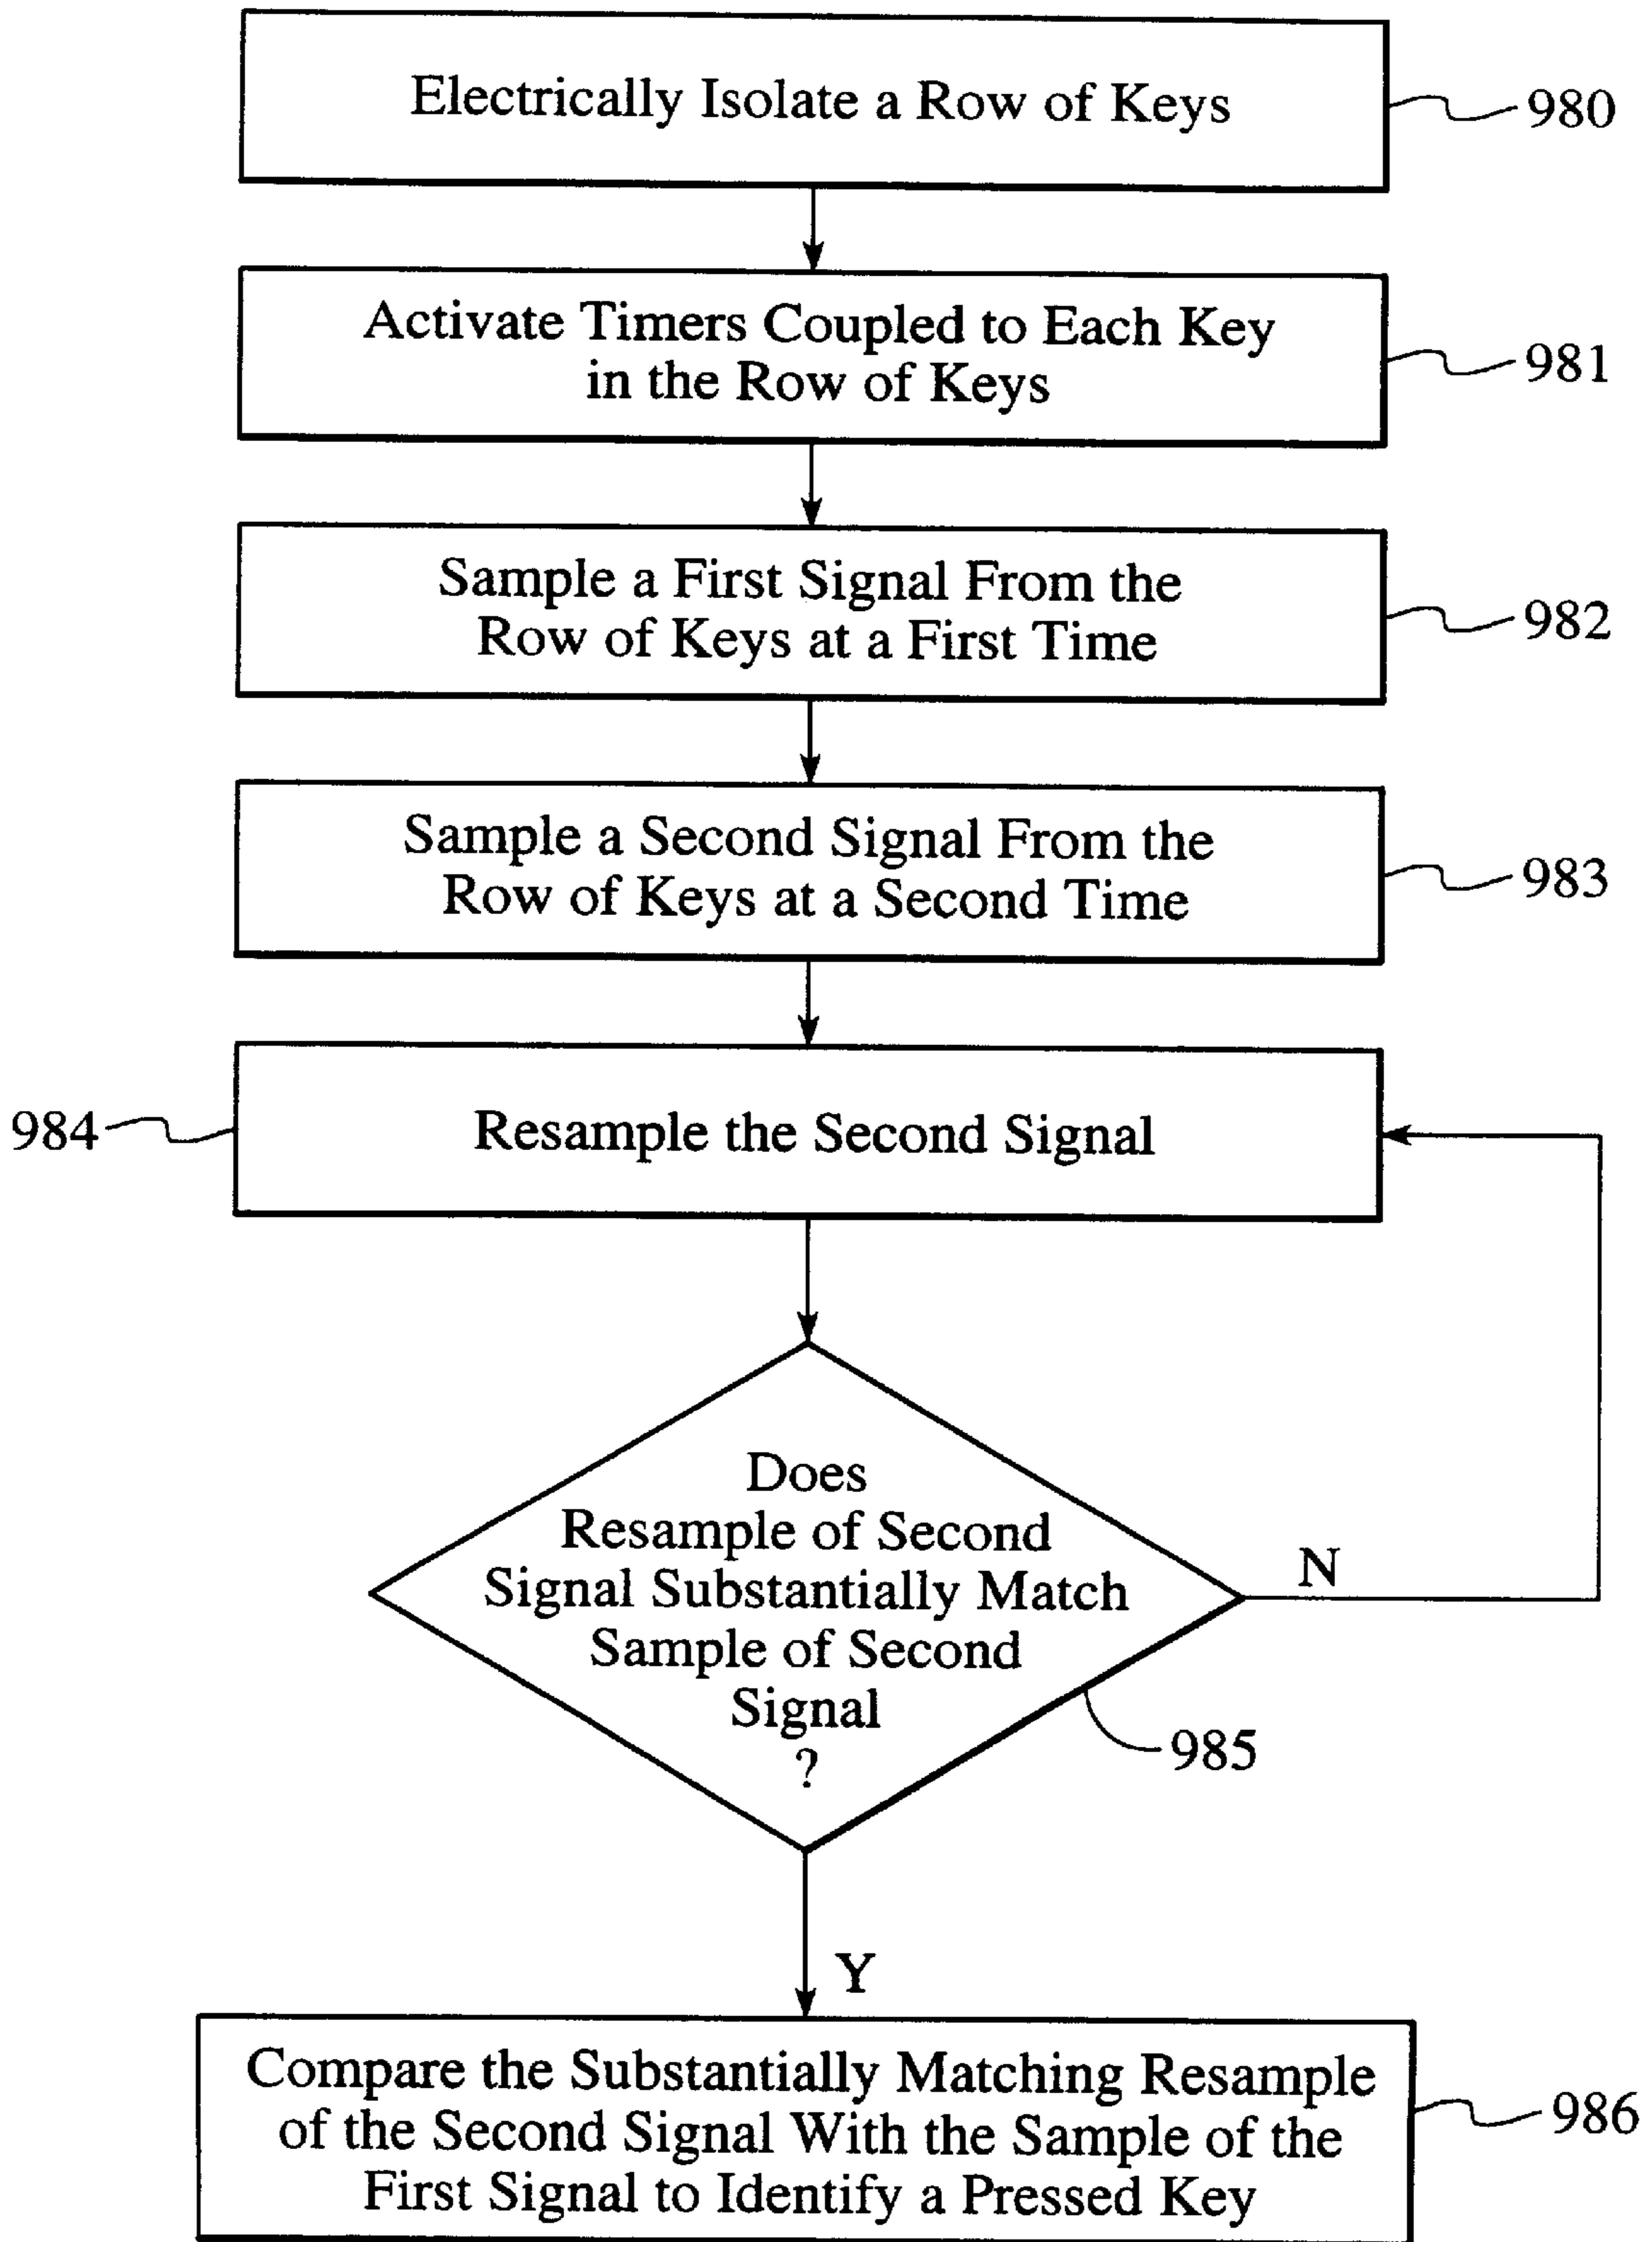 Electrically Isolate a Row of Keys
980
Activate Timers Coupled to Each Key
in the Row of Keys
981
Sample a First Signal From the
Row of Keys at a First Time
982
Sample a Second Signal From the
Row of Keys at a Second Time
983
984
Resample the Second Signal
Does
Resample of Second
Signal Substantially Match
Sample of Second
Signal
?
N
985
Y
Compare the Substantially Matching Resample
of the Second Signal With the Sample of the
First Signal to Identify a Pressed Key
986